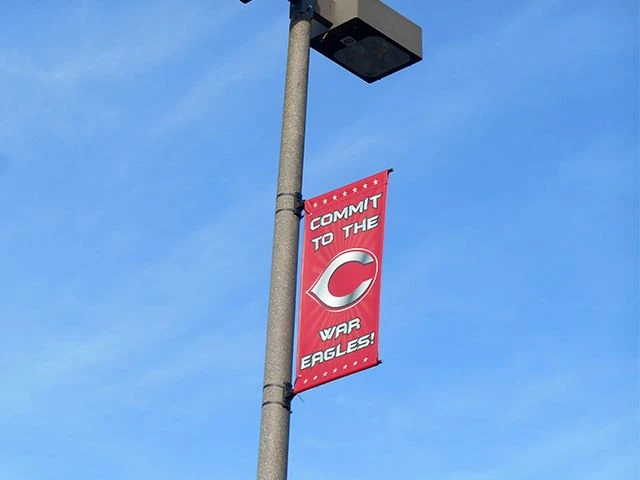 COMMIT
TO THE
C
WAR
EAGLES!